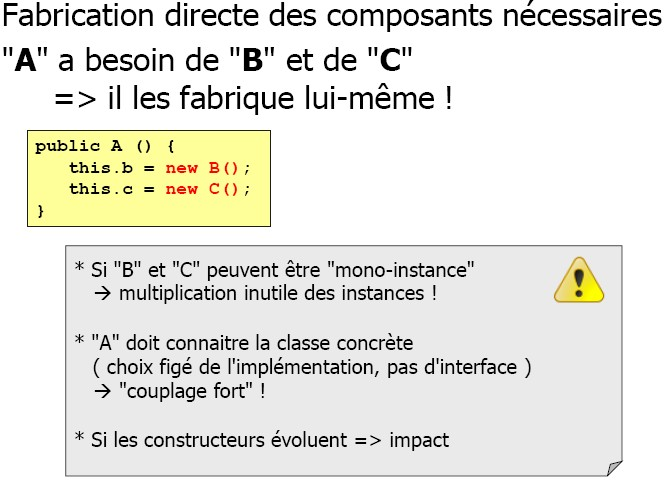 Fabrication directe des composants nécessaires
"A" a besoin de "B" et de "C"
=> il les fabrique lui-même !
public A () {
this.b = new B();
this.c = new C();
}
* Si "B" et "C" peuvent être "mono-instance"
→ multiplication inutile des instances !
* "A" doit connaitre la classe concrète
( choix figé de l'implémentation, pas d'interface )
→ "couplage fort" !
* Si les constructeurs évoluent => impact